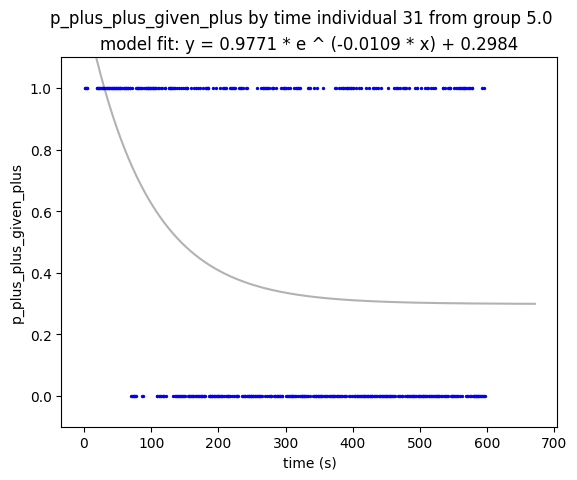 p_plus_plus_given_plus by time individual 31 from group 5.0
model fit: y = 0.9771 * e ^ (-0.0109 * x) + 0.2984
1.0
0.8
0.6
0.4
0.2
0.0
p_plus_plus_given_plus
0 100 200 300 400 500 600 700
time (s)